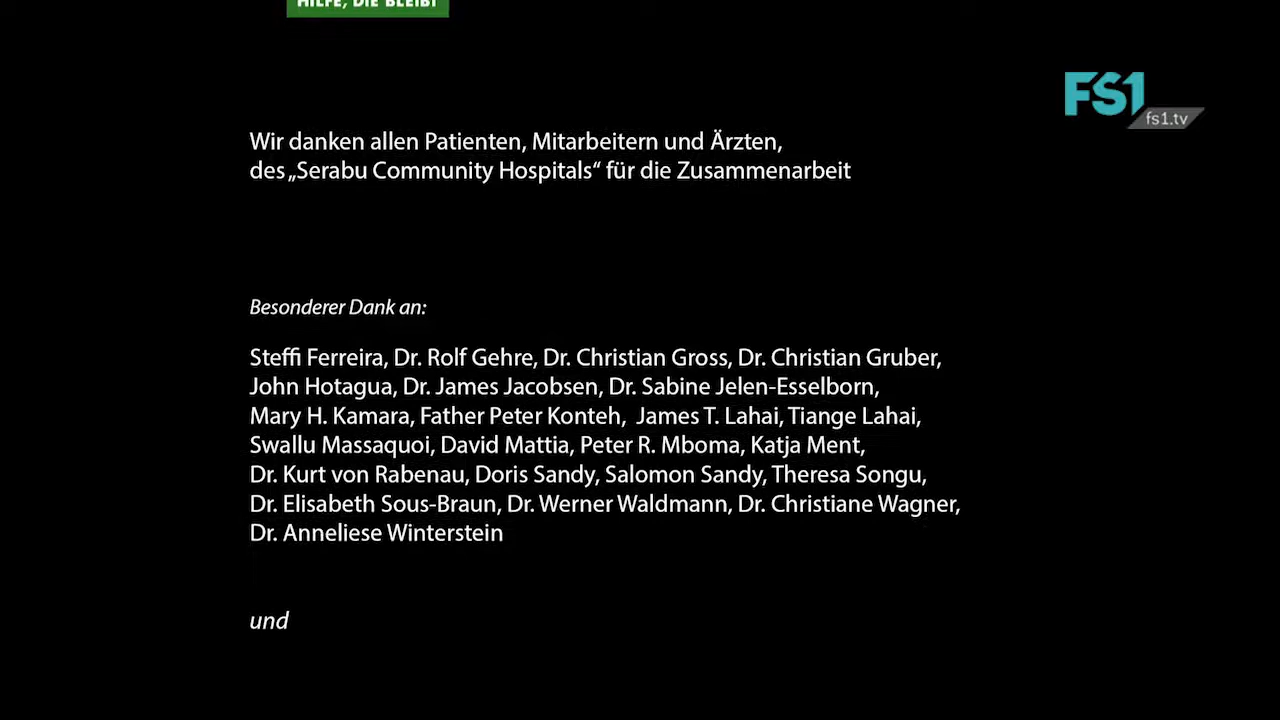 HILFE, DIE BLEIBT
FS1
fs1.tv
Wir danken allen Patienten, Mitarbeitern und Ärzten,
des „Serabu Community Hospitals“ für die Zusammenarbeit
Besonderer Dank an:
Steffi Ferreira, Dr. Rolf Gehre, Dr. Christian Gross, Dr. Christian Gruber,
John Hotagua, Dr. James Jacobsen, Dr. Sabine Jelen-Esselborn,
Mary H. Kamara, Father Peter Konteh, James T. Lahai, Tiange Lahai,
Swallu Massaquoi, David Mattia, Peter R. Mboma, Katja Ment,
Dr. Kurt von Rabenau, Doris Sandy, Salomon Sandy, Theresa Songu,
Dr. Elisabeth Sous-Braun, Dr. Werner Waldmann, Dr. Christiane Wagner,
Dr. Anneliese Winterstein
und